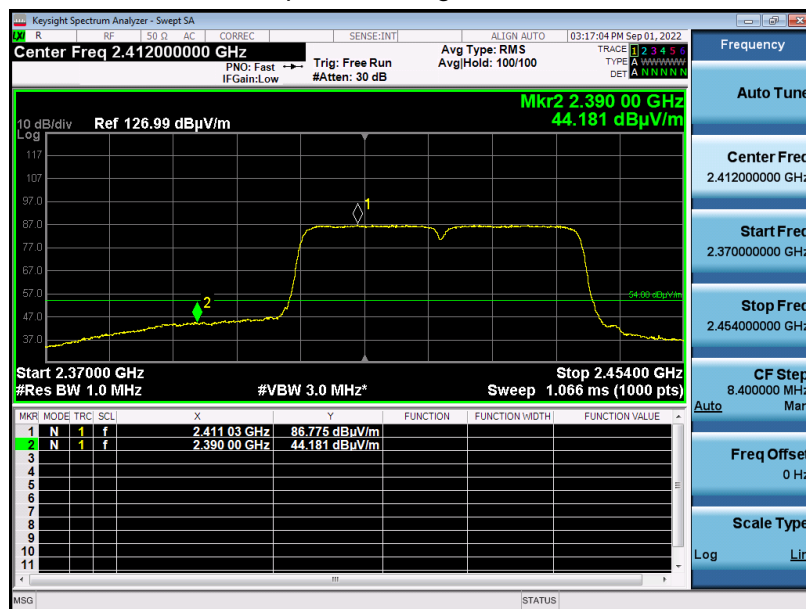 Keysight Spectrum Analyzer - Swept SA
LXI R RF 50 Ω AC CORREC SENSE:INT ALIGN AUTO 03:17:04 PM Sep 01, 2022
Center Freq 2.412000000 GHz
PNO: Fast
IFGain:Low
Trig: Free Run
#Atten: 30 dB
Avg Type: RMS
Avg|Hold: 100/100
TRACE 1 2 3 4 5 6
TYPE A WWWWW
DET A N N N N N
Mkr2 2.390 00 GHz
44.181 dBμV/m
10 dB/div Ref 126.99 dBμV/m
Log
117
107
97.0
87.0
77.0
67.0
57.0
47.0
37.0
1
2
54.00 dBμV/m
Start 2.37000 GHz Stop 2.45400 GHz
#Res BW 1.0 MHz #VBW 3.0 MHz* Sweep 1.066 ms (1000 pts)
MKR MODE TRC SCL X Y FUNCTION FUNCTION WIDTH FUNCTION VALUE
1 N 1 f 2.411 03 GHz 86.775 dBμV/m
2 N 1 f 2.390 00 GHz 44.181 dBμV/m
3
4
5
6
7
8
9
10
11
MSG STATUS
Frequency
Auto Tune
Center Freq
2.412000000 GHz
Start Freq
2.370000000 GHz
Stop Freq
2.454000000 GHz
CF Step
8.400000 MHz
Auto Man
Freq Offset
0 Hz
Scale Type
Log Lin